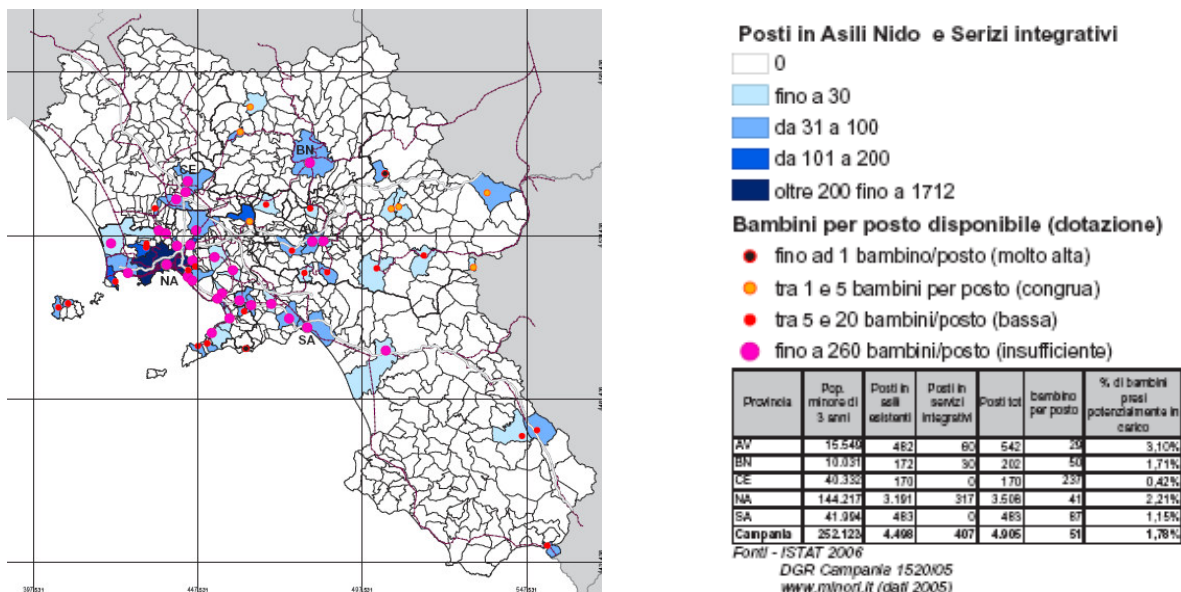 BN
CE
AV
NA
SA
397531 447531 497531 547531
Posti in Asili Nido e Serizi integrativi
0
fino a 30
da 31 a 100
da 101 a 200
oltre 200 fino a 1712
Bambini per posto disponibile (dotazione)
fino ad 1 bambino/posto (molto alta)
tra 1 e 5 bambini per posto (congrua)
tra 5 e 20 bambini/posto (bassa)
fino a 260 bambini/posto (insufficiente)
Provincia Pop. minore di 3 anni Posti in asili esistenti Posti in servizi integrativi Posti tot bambino per posto % di bambini presi potenzialmente in carico
AV 15.549 482 60 542 29 3,10%
BN 10.031 172 30 202 50 1,71%
CE 40.332 170 0 170 237 0,42%
NA 144.217 3.191 317 3.508 41 2,21%
SA 41.994 483 0 483 87 1,15%
Campania 252.123 4.498 407 4.905 51 1,78%
Fonti - ISTAT 2006
DGR Campania 1520/05
www.minori.it (dati 2005)